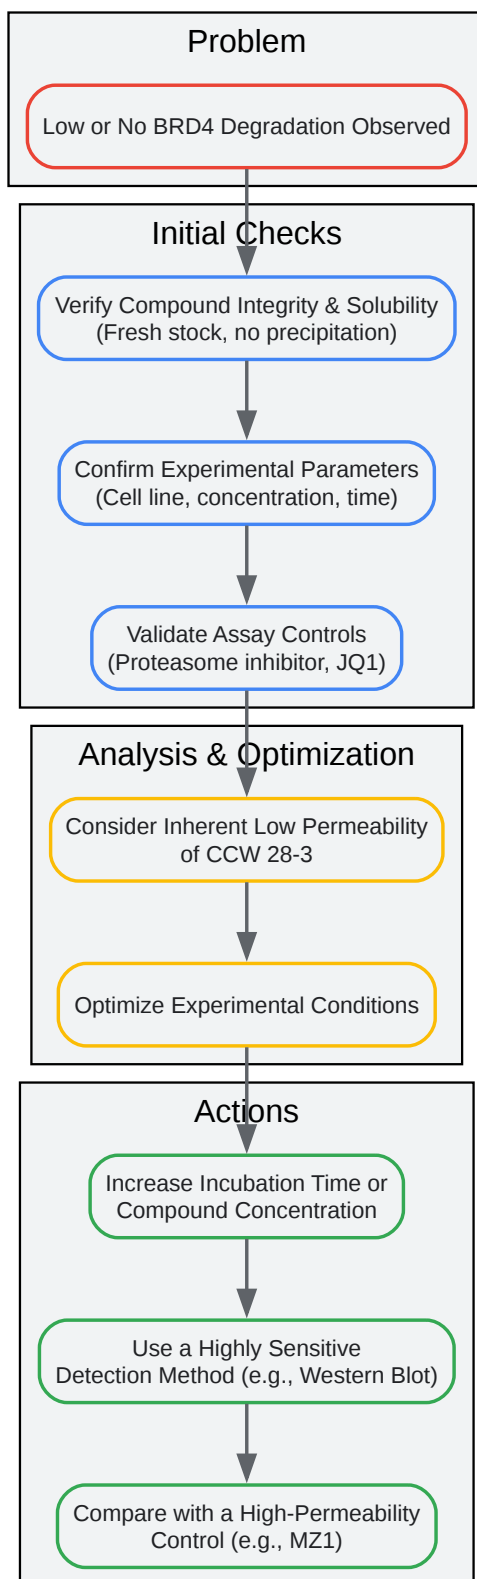 Problem
Low or No BRD4 Degradation Observed
Initial Checks
Verify Compound Integrity & Solubility
(Fresh stock, no precipitation)
Confirm Experimental Parameters
(Cell line, concentration, time)
Validate Assay Controls
(Proteasome inhibitor, JQ1)
Analysis & Optimization
Consider Inherent Low Permeability
of CCW 28-3
Optimize Experimental Conditions
Actions
Increase Incubation Time or
Compound Concentration
Use a Highly Sensitive
Detection Method (e.g., Western Blot)
Compare with a High-Permeability
Control (e.g., MZ1)